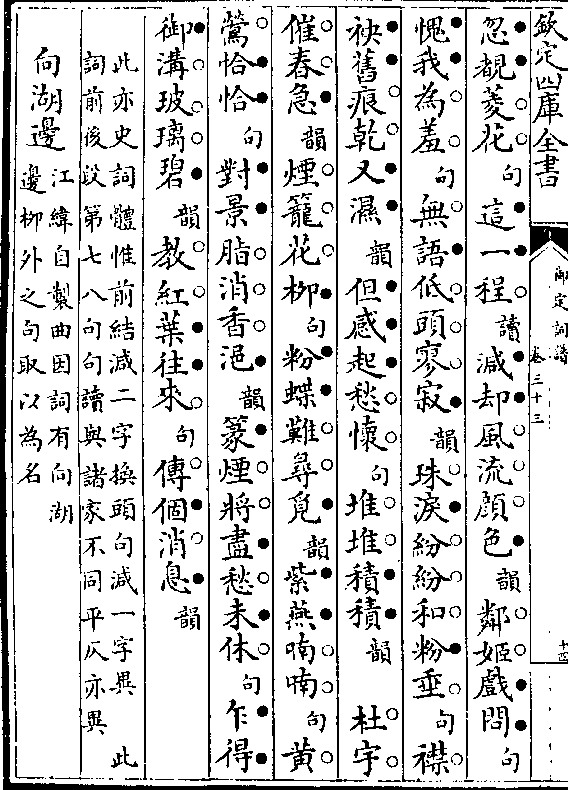 欽定四庫全書
御定詞譜
卷三十三
十四
忽覩菱花句這一程讀減却風流顔色韻鄰姬戲問句
愧我為羞句無語低頭寥寂韻珠淚紛紛和粉垂句襟
袂舊痕乾又濕韻但感起愁懷句堆堆積積韻 杜宇
催春急韻煙籠花柳句粉蝶難尋覓韻紫燕喃喃句黃
鶯恰恰句對景脂消香浥韻篆煙將盡愁未休句乍得
御溝玻璃碧韻教紅葉往來句傳個消息韻
此亦史詞體惟前結減二字換頭句減一字異 此
詞前後段第七八句句讀與諸家不同平仄亦異
向湖邊
江緯自製曲因詞有向湖
邊柳外之句取以為名